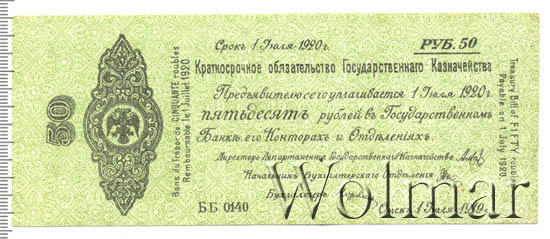 50
Bons du Trésor de CINQUANTE roubles
Remboursable le 1 Juillet 1920
Срокъ 1 Іюля 1920 г.
РУБ. 50
Краткосрочное обязательство Государственнаго Казначейства
Предъявителю сего уплачивается 1 Іюля 1920 г.
пятьдесятъ рублей въ Государственномъ
Банкѣ, его Конторахъ и Отдѣленіяхъ.
Директоръ Департамента Государственнаго Казначейства
Начальникъ Бухгалтерскаго Отдѣленія
Бухгалтеръ
ББ 0140
Омскъ 1 Іюля 1919 г.
Treasury Bill of FIFTY roubles
Payable on 1 July 1920
Wolmar